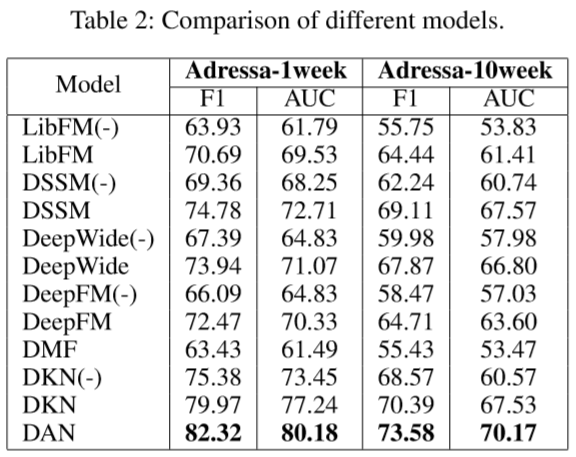 Table 2: Comparison of different models.
Model Adressa-1week Adressa-10week
F1 AUC F1 AUC
LibFM(-) 63.93 61.79 55.75 53.83
LibFM 70.69 69.53 64.44 61.41
DSSM(-) 69.36 68.25 62.24 60.74
DSSM 74.78 72.71 69.11 67.57
DeepWide(-) 67.39 64.83 59.98 57.98
DeepWide 73.94 71.07 67.87 66.80
DeepFM(-) 66.09 64.83 58.47 57.03
DeepFM 72.47 70.33 64.71 63.60
DMF 63.43 61.49 55.43 53.47
DKN(-) 75.38 73.45 68.57 60.57
DKN 79.97 77.24 70.39 67.53
DAN 82.32 80.18 73.58 70.17